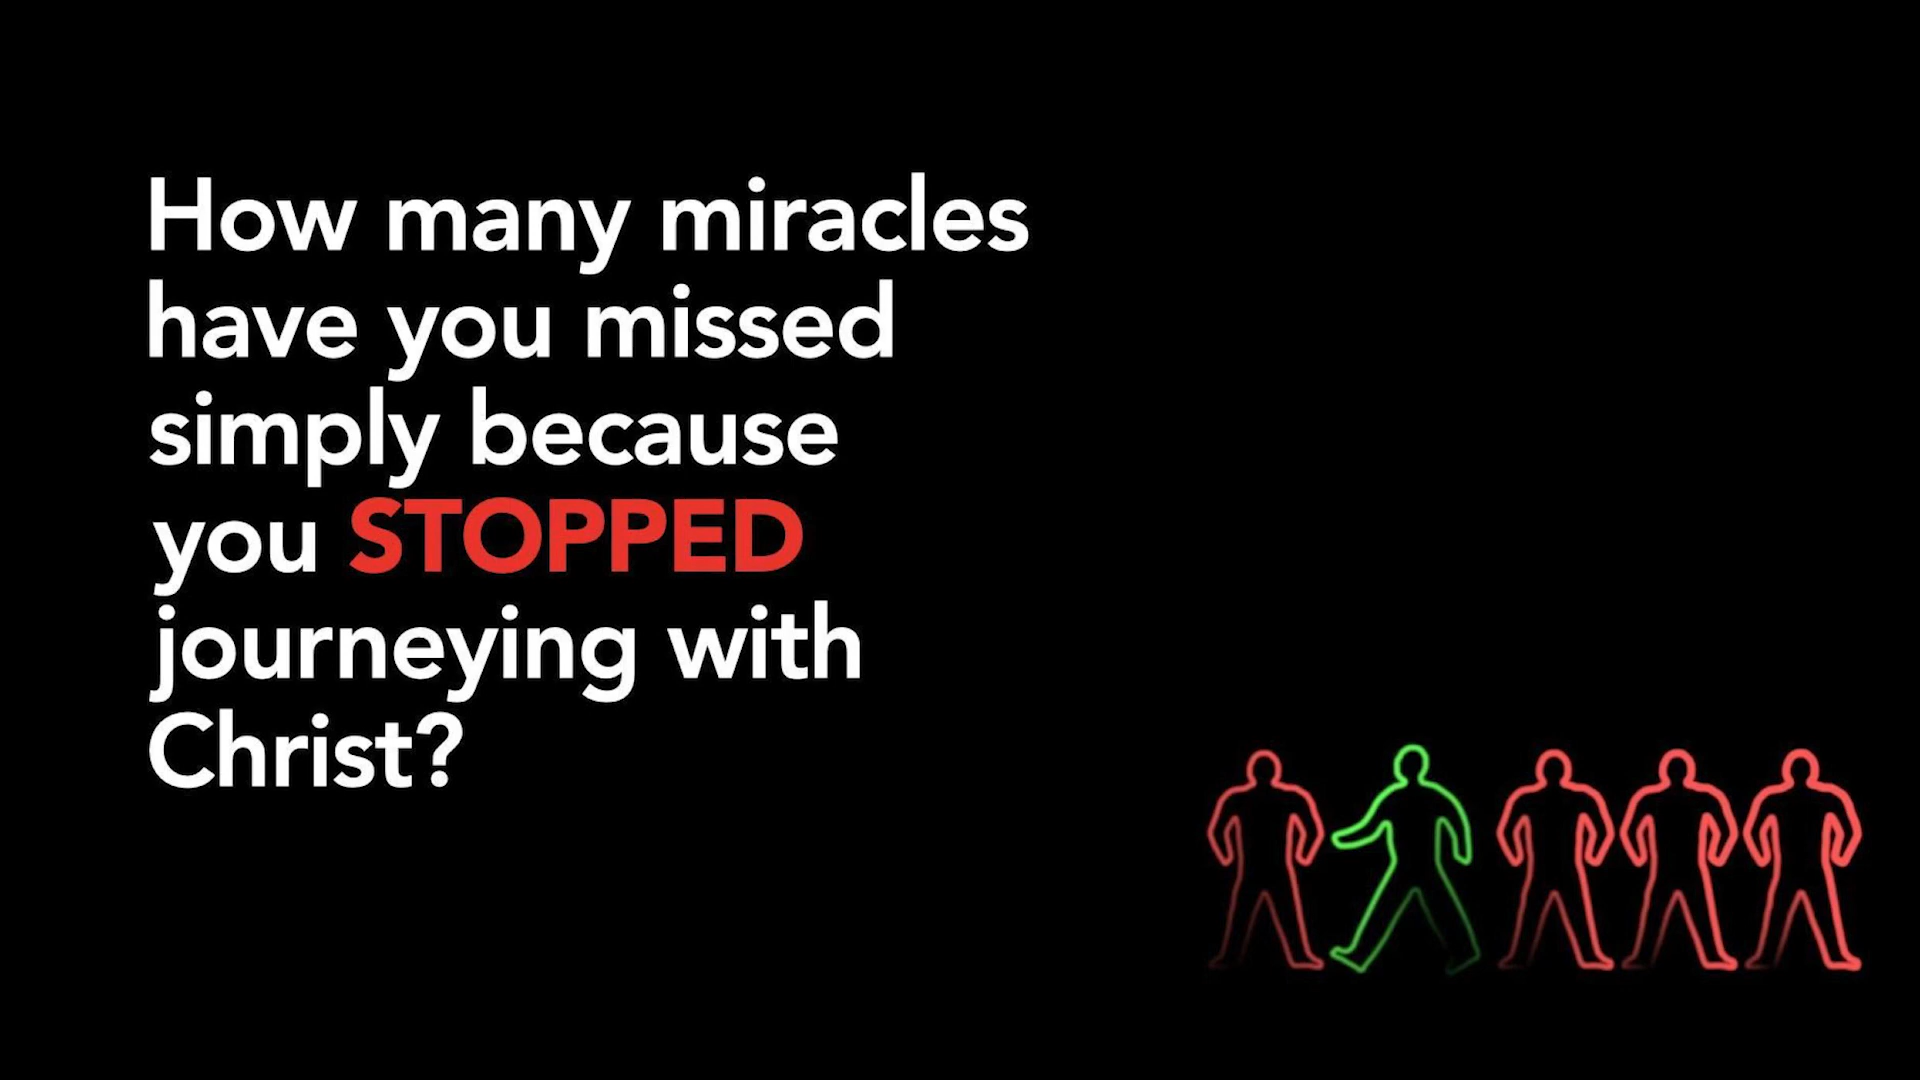 How many miracles
have you missed
simply because
you STOPPED
journeying with
Christ?